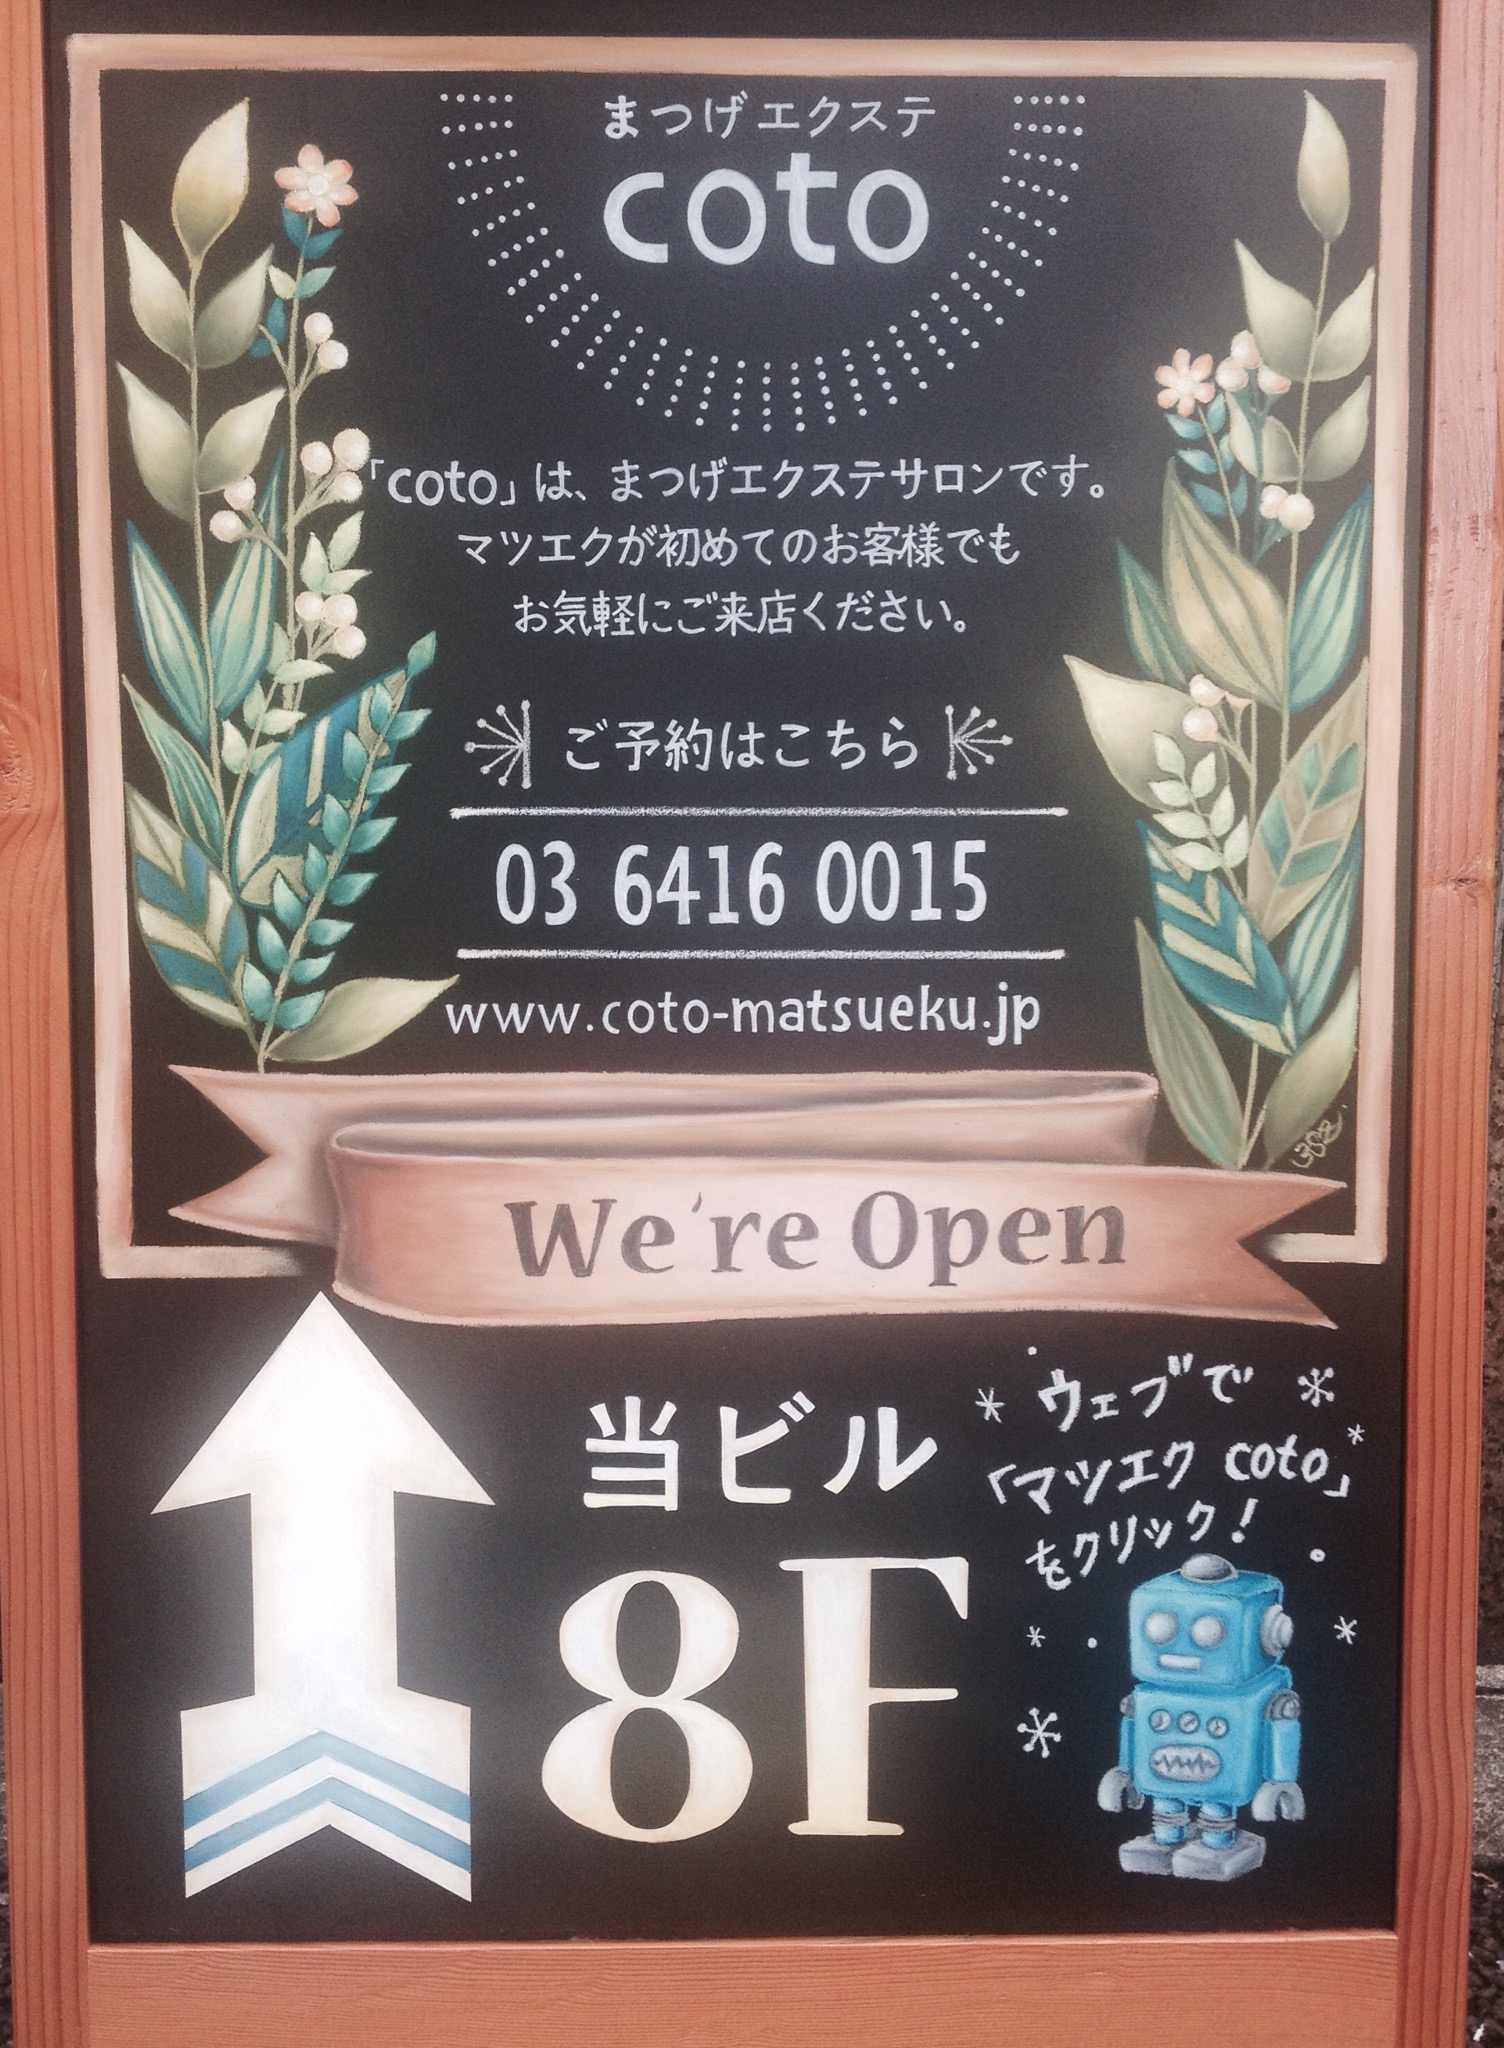 まつげエクステ
coto
「coto」は、まつげエクステサロンです。
マツエクが初めてのお客様でも
お気軽にご来店ください。
ご予約はこちら
03 6416 0015
www.coto-matsueku.jp
We're Open
当ビル
8F
ウェブで
「マツエク coto」
をクリック!